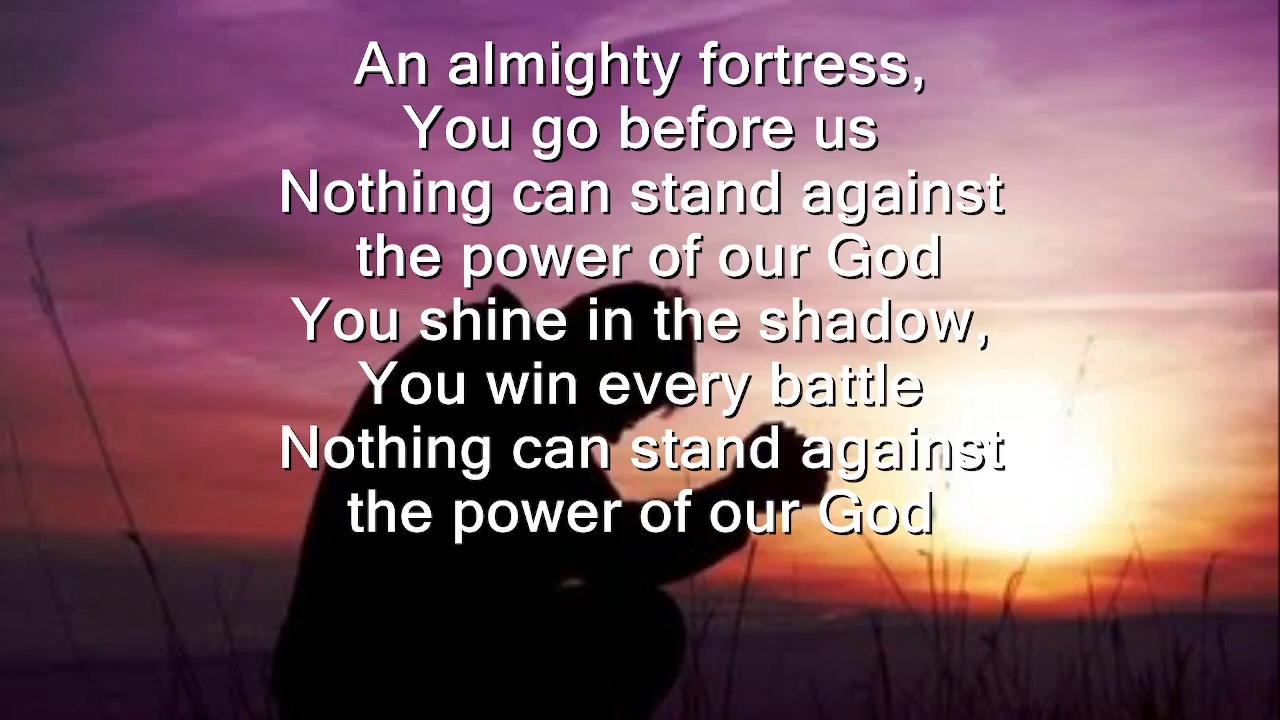 An almighty fortress,
You go before us
Nothing can stand against
the power of our God
You shine in the shadow,
You win every battle
Nothing can stand against
the power of our God